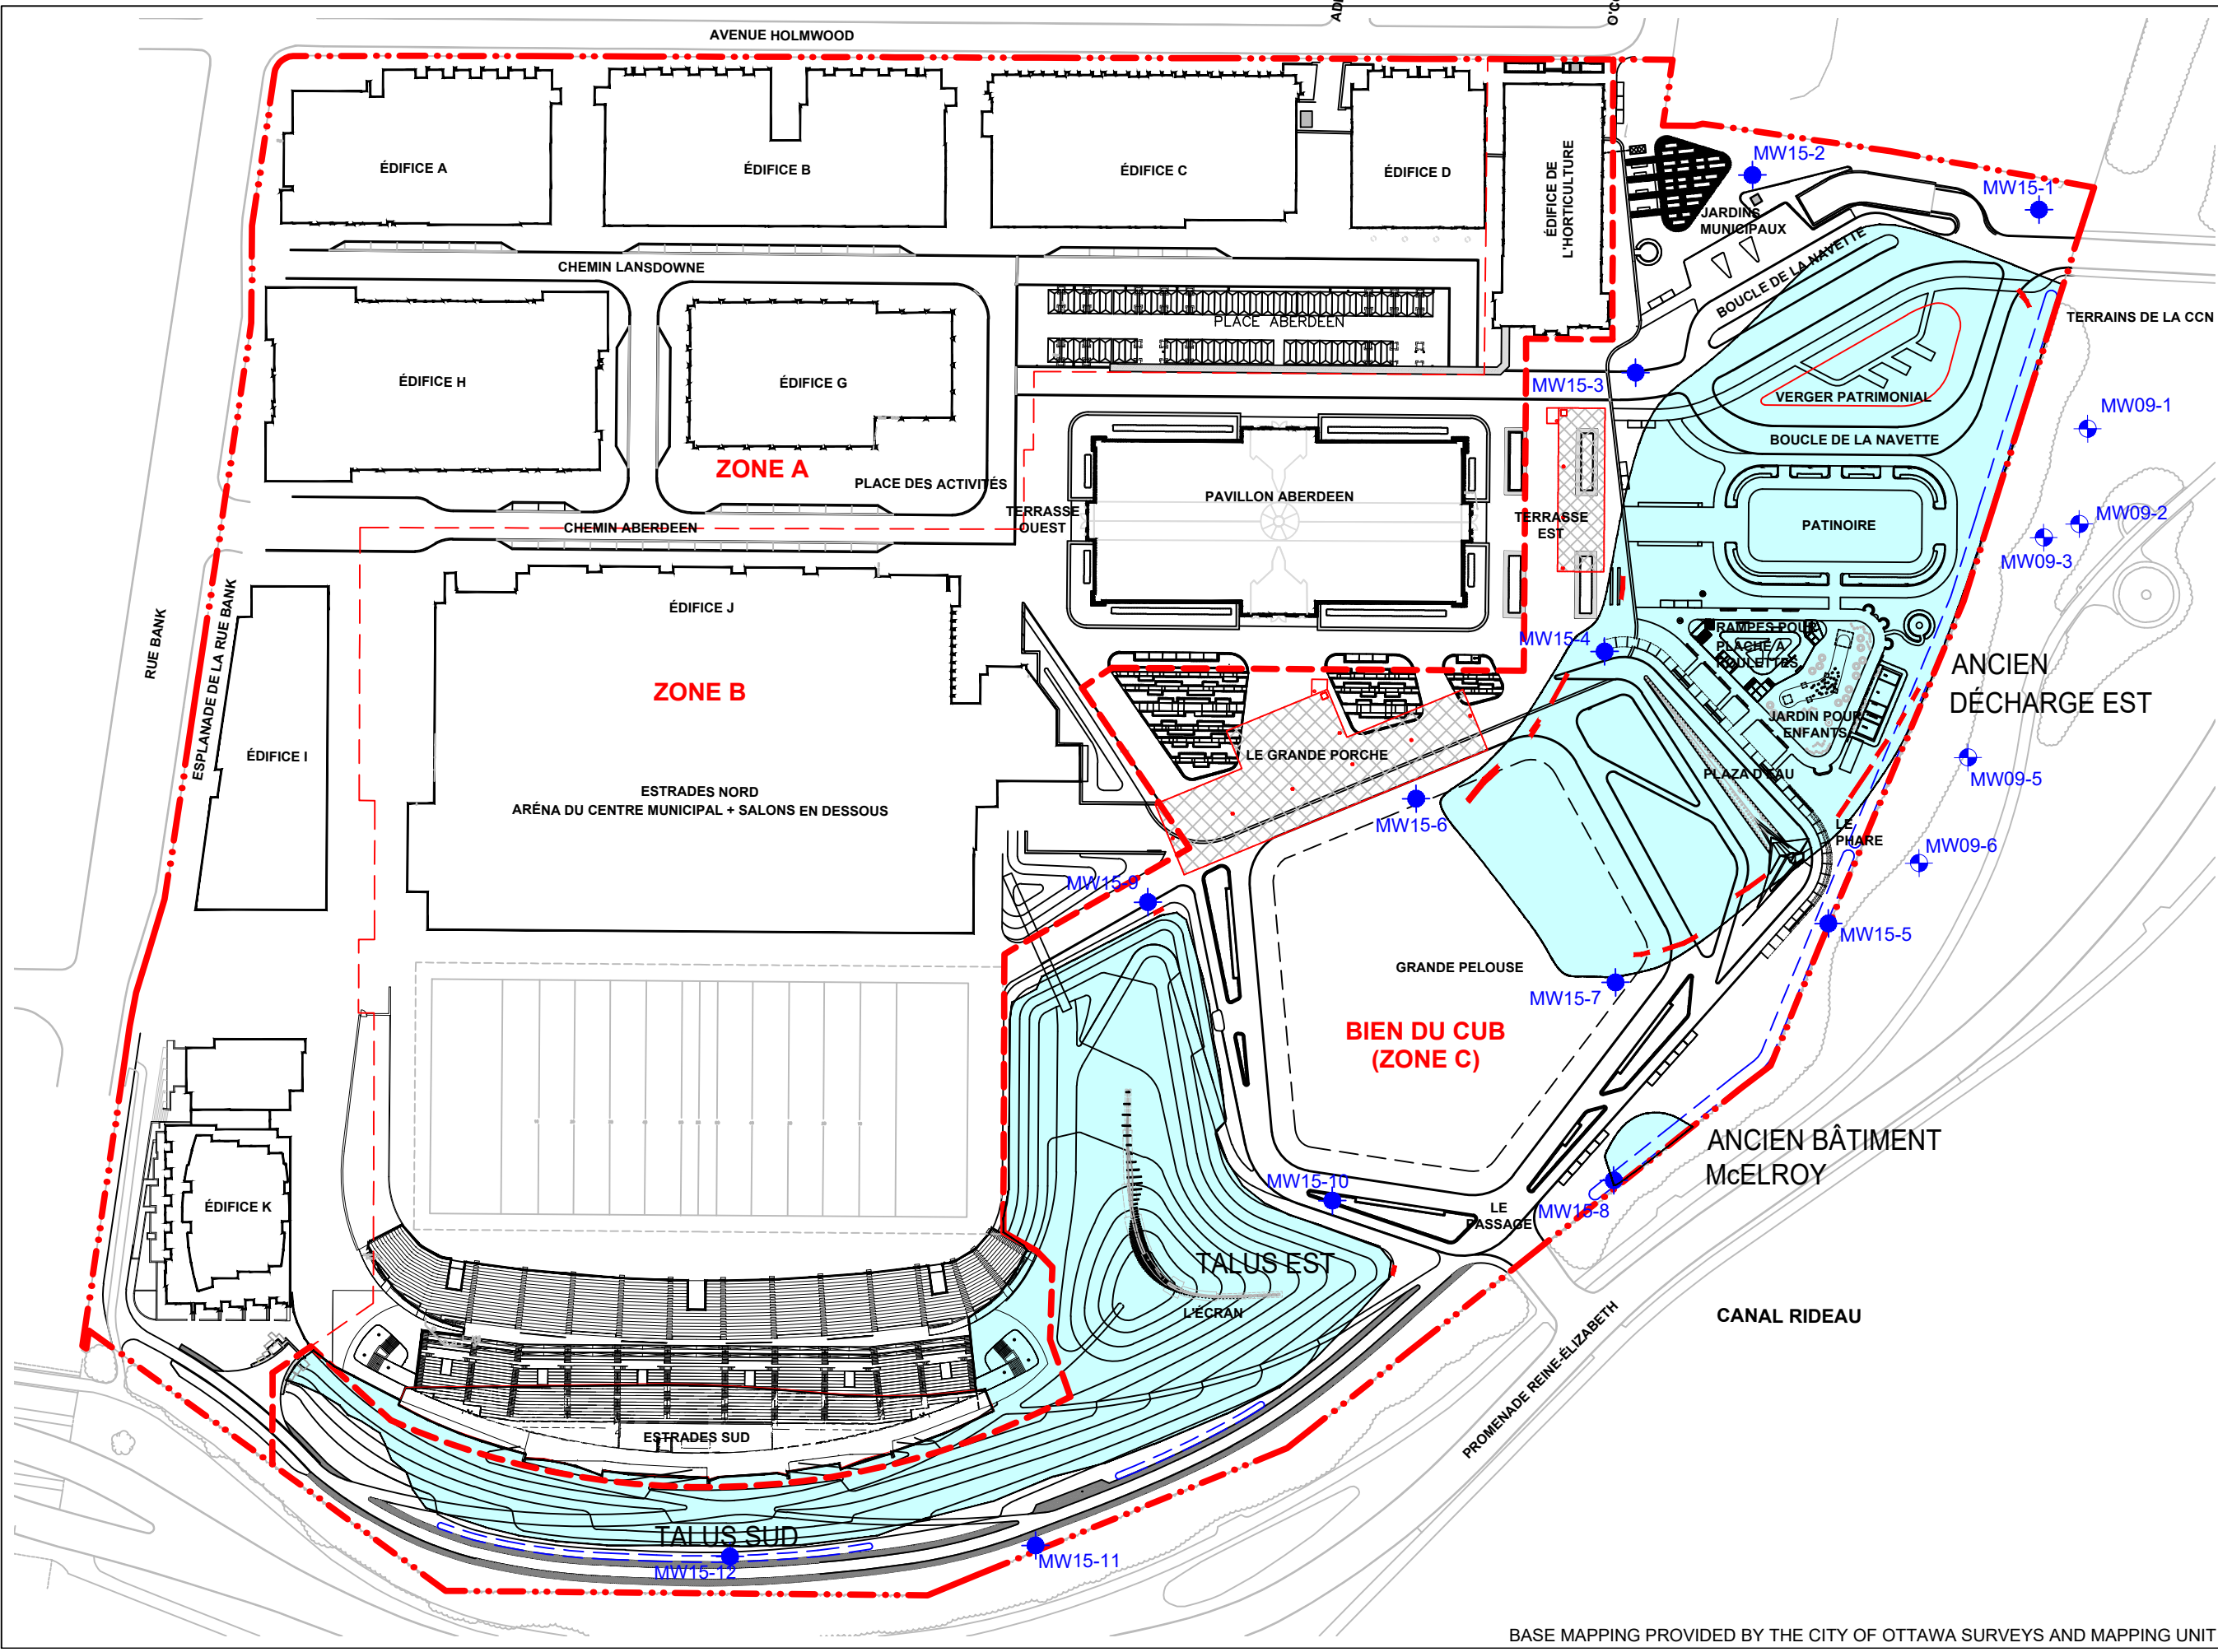 AVENUE HOLMWOOD
ÉDIFICE A
ÉDIFICE B
ÉDIFICE C
ÉDIFICE D
ÉDIFICE DE
L'HORTICULTURE
MW15-2
MW15-1
JARDINS
MUNICIPAUX
BOUCLE DE LA NAVETTE
CHEMIN LANSDOWNE
PLACE ABERDEEN
TERRAINS DE LA CCN
ÉDIFICE H
ÉDIFICE G
MW15-3
VERGER PATRIMONIAL
MW09-1
BOUCLE DE LA NAVETTE
ZONE A
PLACE DES ACTIVITÉS
PAVILLON ABERDEEN
TERRASSE
OUEST
TERRASSE
EST
PATINOIRE
MW09-2
MW09-3
CHEMIN ABERDEEN
RUE BANK
ESPLANADE DE LA RUE BANK
ÉDIFICE J
MW15-4
RAMPES POUR
PLACHE À
ROULETTES
ANCIEN
DÉCHARGE EST
ZONE B
JARDIN POUR
ENFANTS
ÉDIFICE I
LE GRANDE PORCHE
PLAZA D'EAU
MW09-5
ESTRADES NORD
ARÉNA DU CENTRE MUNICIPAL + SALONS EN DESSOUS
MW15-6
LE
PHARE
MW09-6
MW15-9
MW15-5
GRANDE PELOUSE
MW15-7
BIEN DU CUB
(ZONE C)
ANCIEN BÂTIMENT
McELROY
ÉDIFICE K
MW15-10
LE
PASSAGE
MW15-8
TALUS EST
L'ÉCRAN
CANAL RIDEAU
PROMENADE REINE-ÉLIZABETH
ESTRADES SUD
TALUS SUD
MW15-12
MW15-11
BASE MAPPING PROVIDED BY THE CITY OF OTTAWA SURVEYS AND MAPPING UNIT